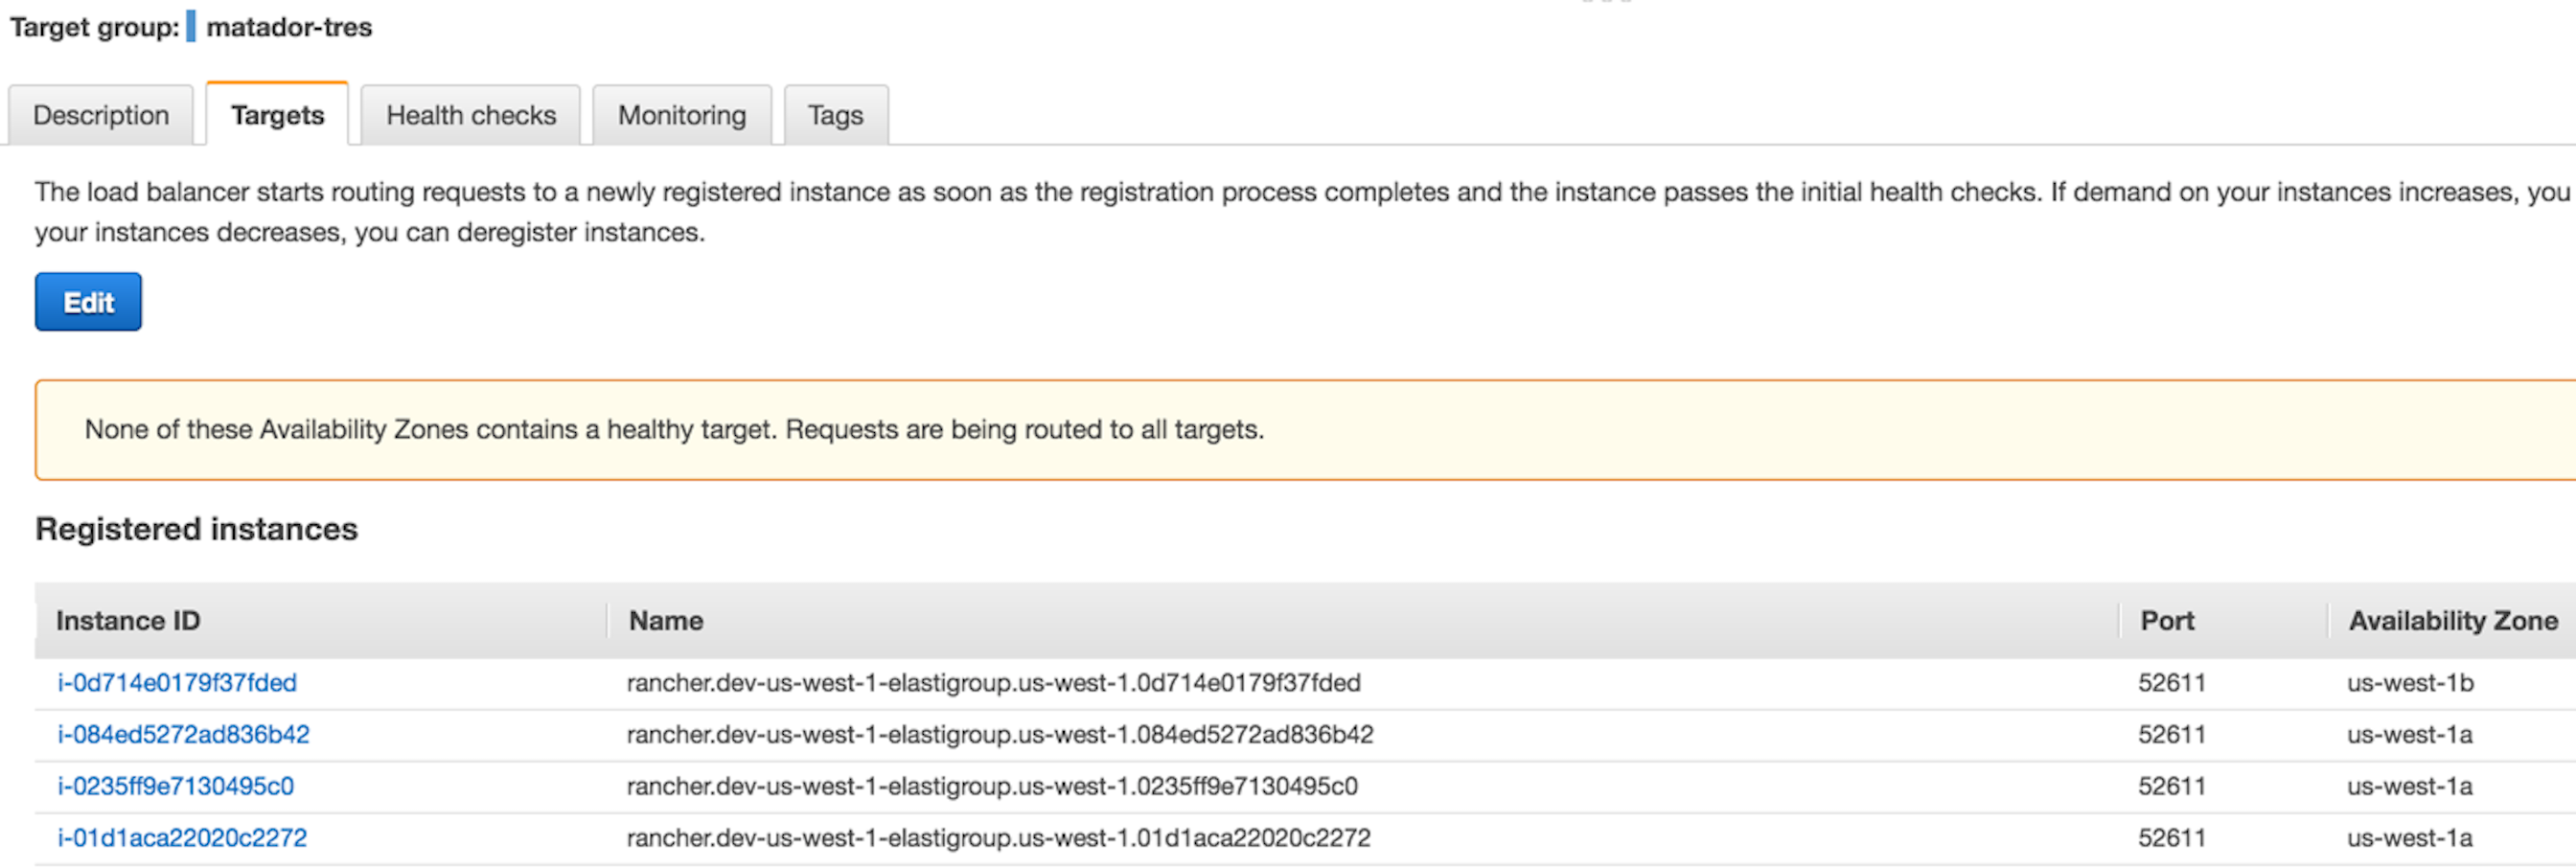 Target group: matador-tres
Description Targets Health checks Monitoring Tags
The load balancer starts routing requests to a newly registered instance as soon as the registration process completes and the instance passes the initial health checks. If demand on your instances increases, you
your instances decreases, you can deregister instances.
Edit
None of these Availability Zones contains a healthy target. Requests are being routed to all targets.
Registered instances
Instance ID Name Port Availability Zone
i-0d714e0179f37fded rancher.dev-us-west-1-elastigroup.us-west-1.0d714e0179f37fded 52611 us-west-1b
i-084ed5272ad836b42 rancher.dev-us-west-1-elastigroup.us-west-1.084ed5272ad836b42 52611 us-west-1a
i-0235ff9e7130495c0 rancher.dev-us-west-1-elastigroup.us-west-1.0235ff9e7130495c0 52611 us-west-1a
i-01d1aca22020c2272 rancher.dev-us-west-1-elastigroup.us-west-1.01d1aca22020c2272 52611 us-west-1a